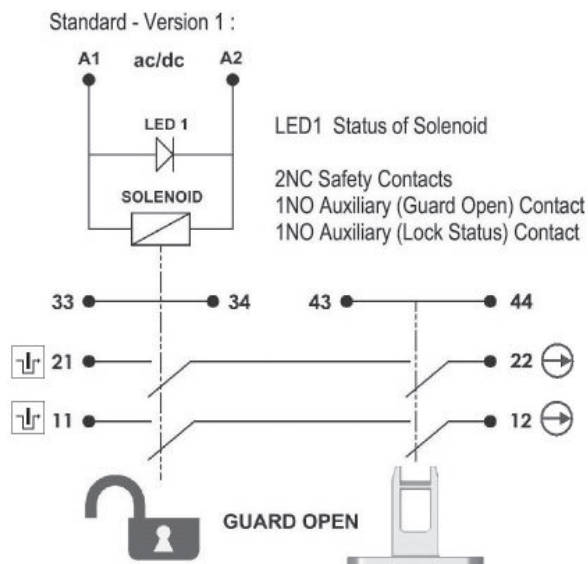 Standard - Version 1 :
A1 ac/dc A2
LED 1
LED1 Status of Solenoid
2NC Safety Contacts
SOLENOID
1NO Auxiliary (Guard Open) Contact
1NO Auxiliary (Lock Status) Contact
33 34 43 44
21 22
11 12
GUARD OPEN